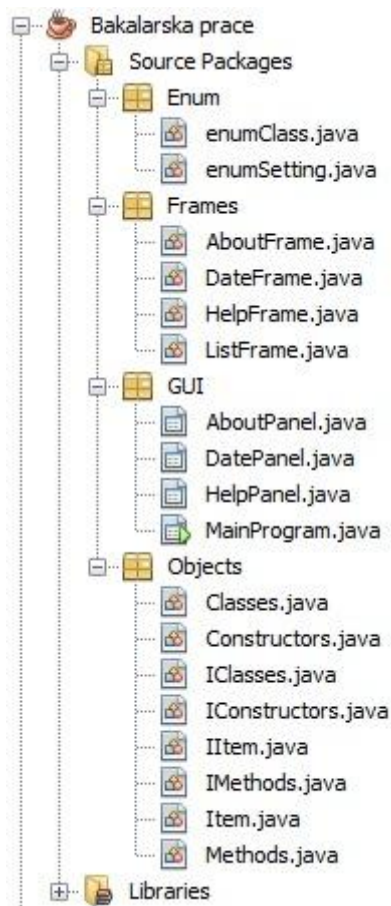 Bakalarska prace
Source Packages
Enum
enumClass.java
enumSetting.java
Frames
AboutFrame.java
DateFrame.java
HelpFrame.java
ListFrame.java
GUI
AboutPanel.java
DatePanel.java
HelpPanel.java
MainProgram.java
Objects
Classes.java
Constructors.java
IClasses.java
IConstructors.java
IItem.java
IMethods.java
Item.java
Methods.java
Libraries